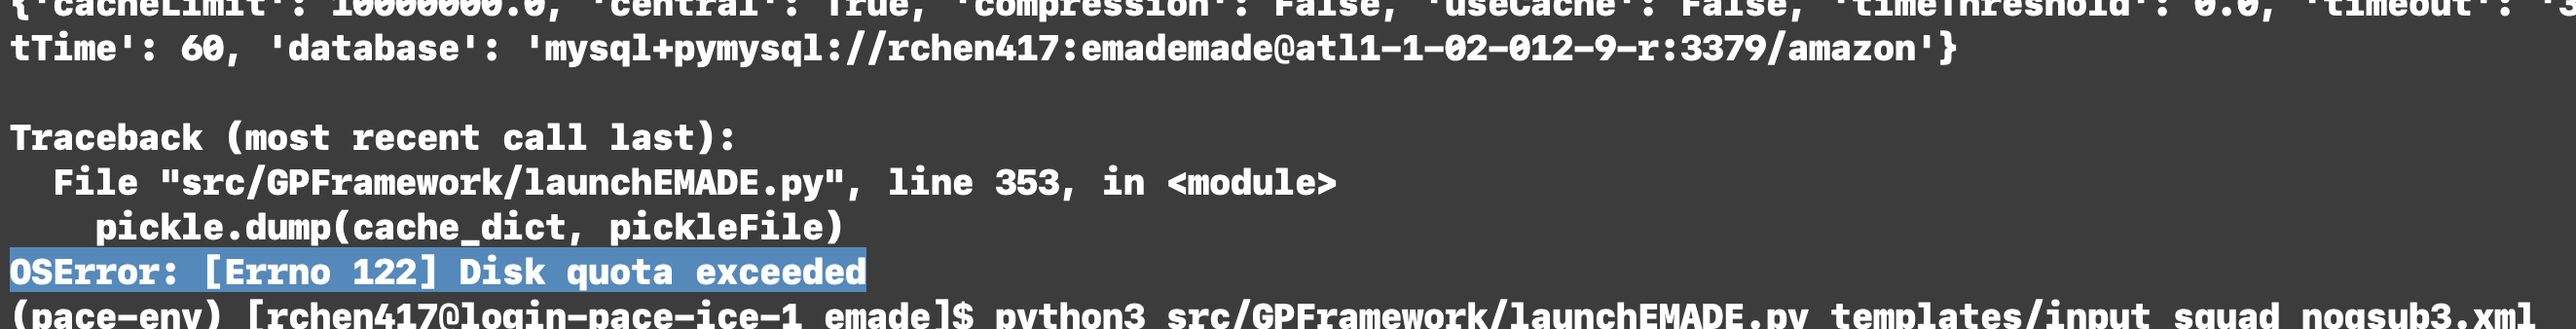 {'cacheLimit': 10000000.0, 'central': True, 'compression': False, 'useCache': False, 'timeThreshold': 0.0, 'timeout': '3
tTime': 60, 'database': 'mysql+pymysql://rchen417:emademade@atl1-1-02-012-9-r:3379/amazon'}
Traceback (most recent call last):
  File "src/GPFramework/launchEMADE.py", line 353, in <module>
    pickle.dump(cache_dict, pickleFile)
OSError: [Errno 122] Disk quota exceeded
(pace-env) [rchen417@login-pace-ice-1 emade]$ python3 src/GPFramework/launchEMADE.py templates/input_squad_nogsub3.xml